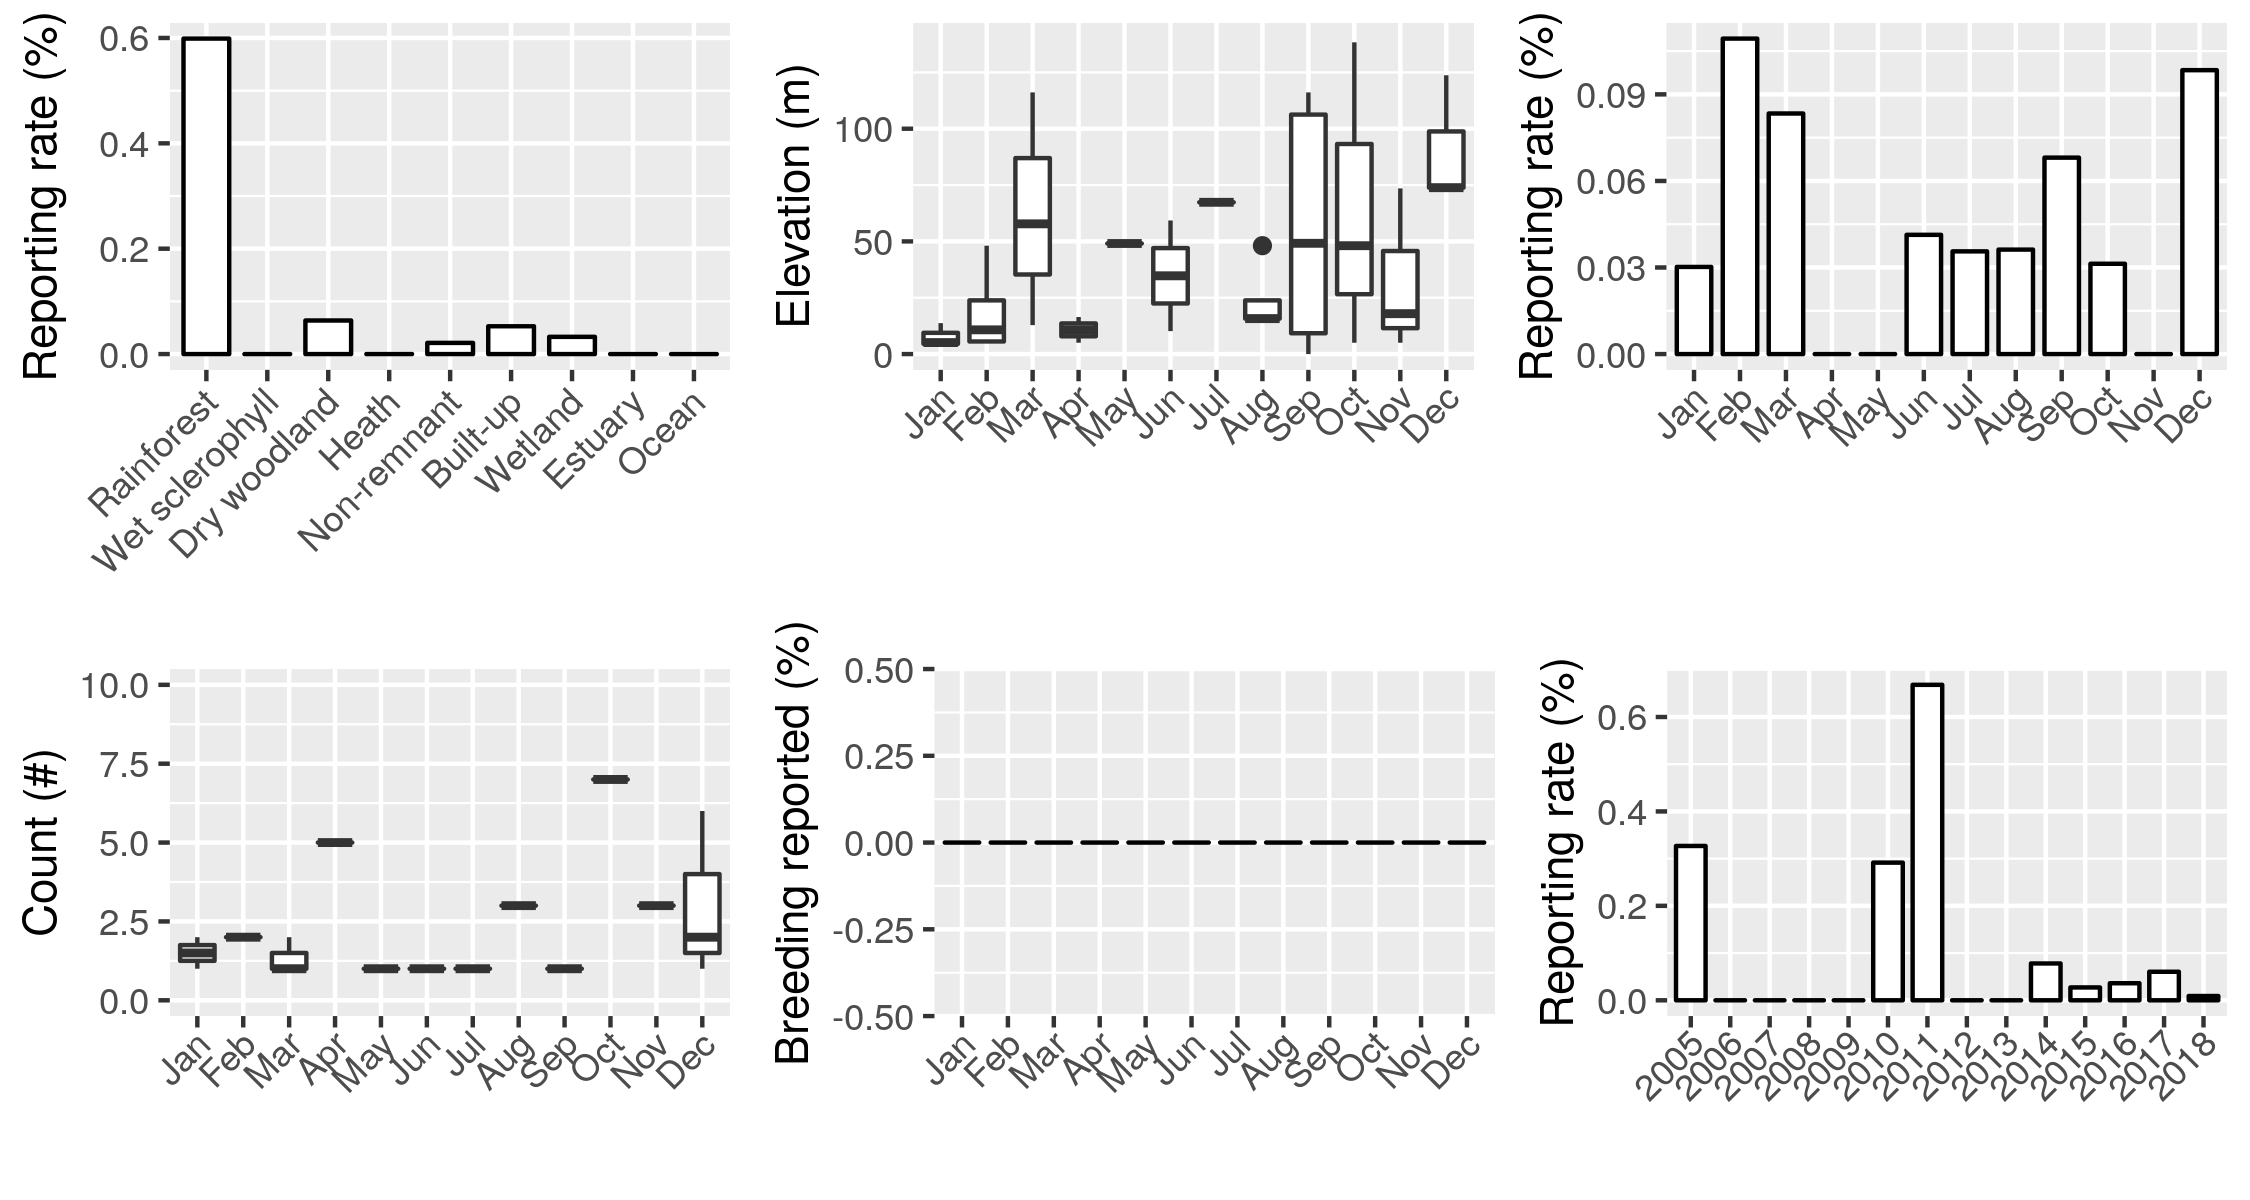 Reporting rate (%)
0.6
0.4
0.2
0.0
Rainforest
Wet sclerophyll
Dry woodland
Heath
Non-remnant
Built-up
Wetland
Estuary
Ocean
Elevation (m)
100
50
0
Jan
Feb
Mar
Apr
May
Jun
Jul
Aug
Sep
Oct
Nov
Dec
Reporting rate (%)
0.09
0.06
0.03
0.00
Jan
Feb
Mar
Apr
May
Jun
Jul
Aug
Sep
Oct
Nov
Dec
Count (#)
10.0
7.5
5.0
2.5
0.0
Jan
Feb
Mar
Apr
May
Jun
Jul
Aug
Sep
Oct
Nov
Dec
Breeding reported (%)
0.50
0.25
0.00
-0.25
-0.50
Jan
Feb
Mar
Apr
May
Jun
Jul
Aug
Sep
Oct
Nov
Dec
Reporting rate (%)
0.6
0.4
0.2
0.0
2005
2006
2007
2008
2009
2010
2011
2012
2013
2014
2015
2016
2017
2018